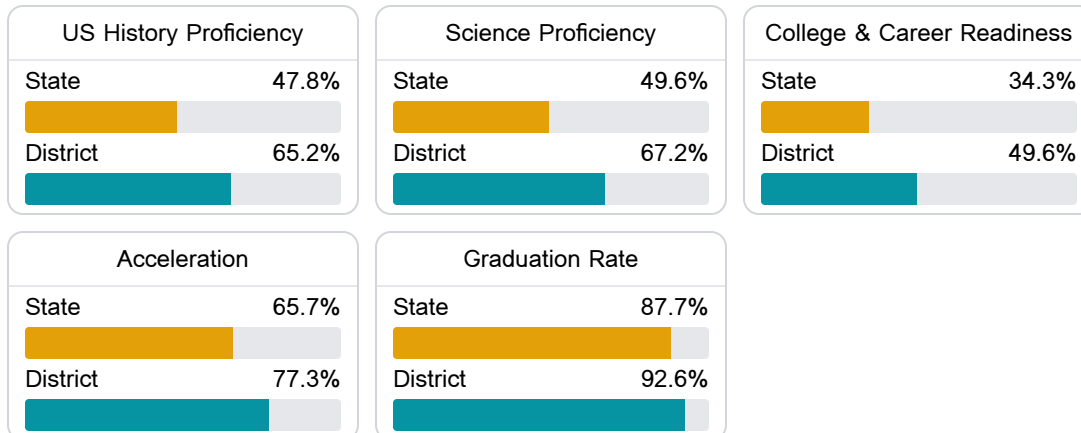 US History Proficiency
State 47.8%
District 65.2%
Science Proficiency
State 49.6%
District 67.2%
College & Career Readiness
State 34.3%
District 49.6%
Acceleration
State 65.7%
District 77.3%
Graduation Rate
State 87.7%
District 92.6%